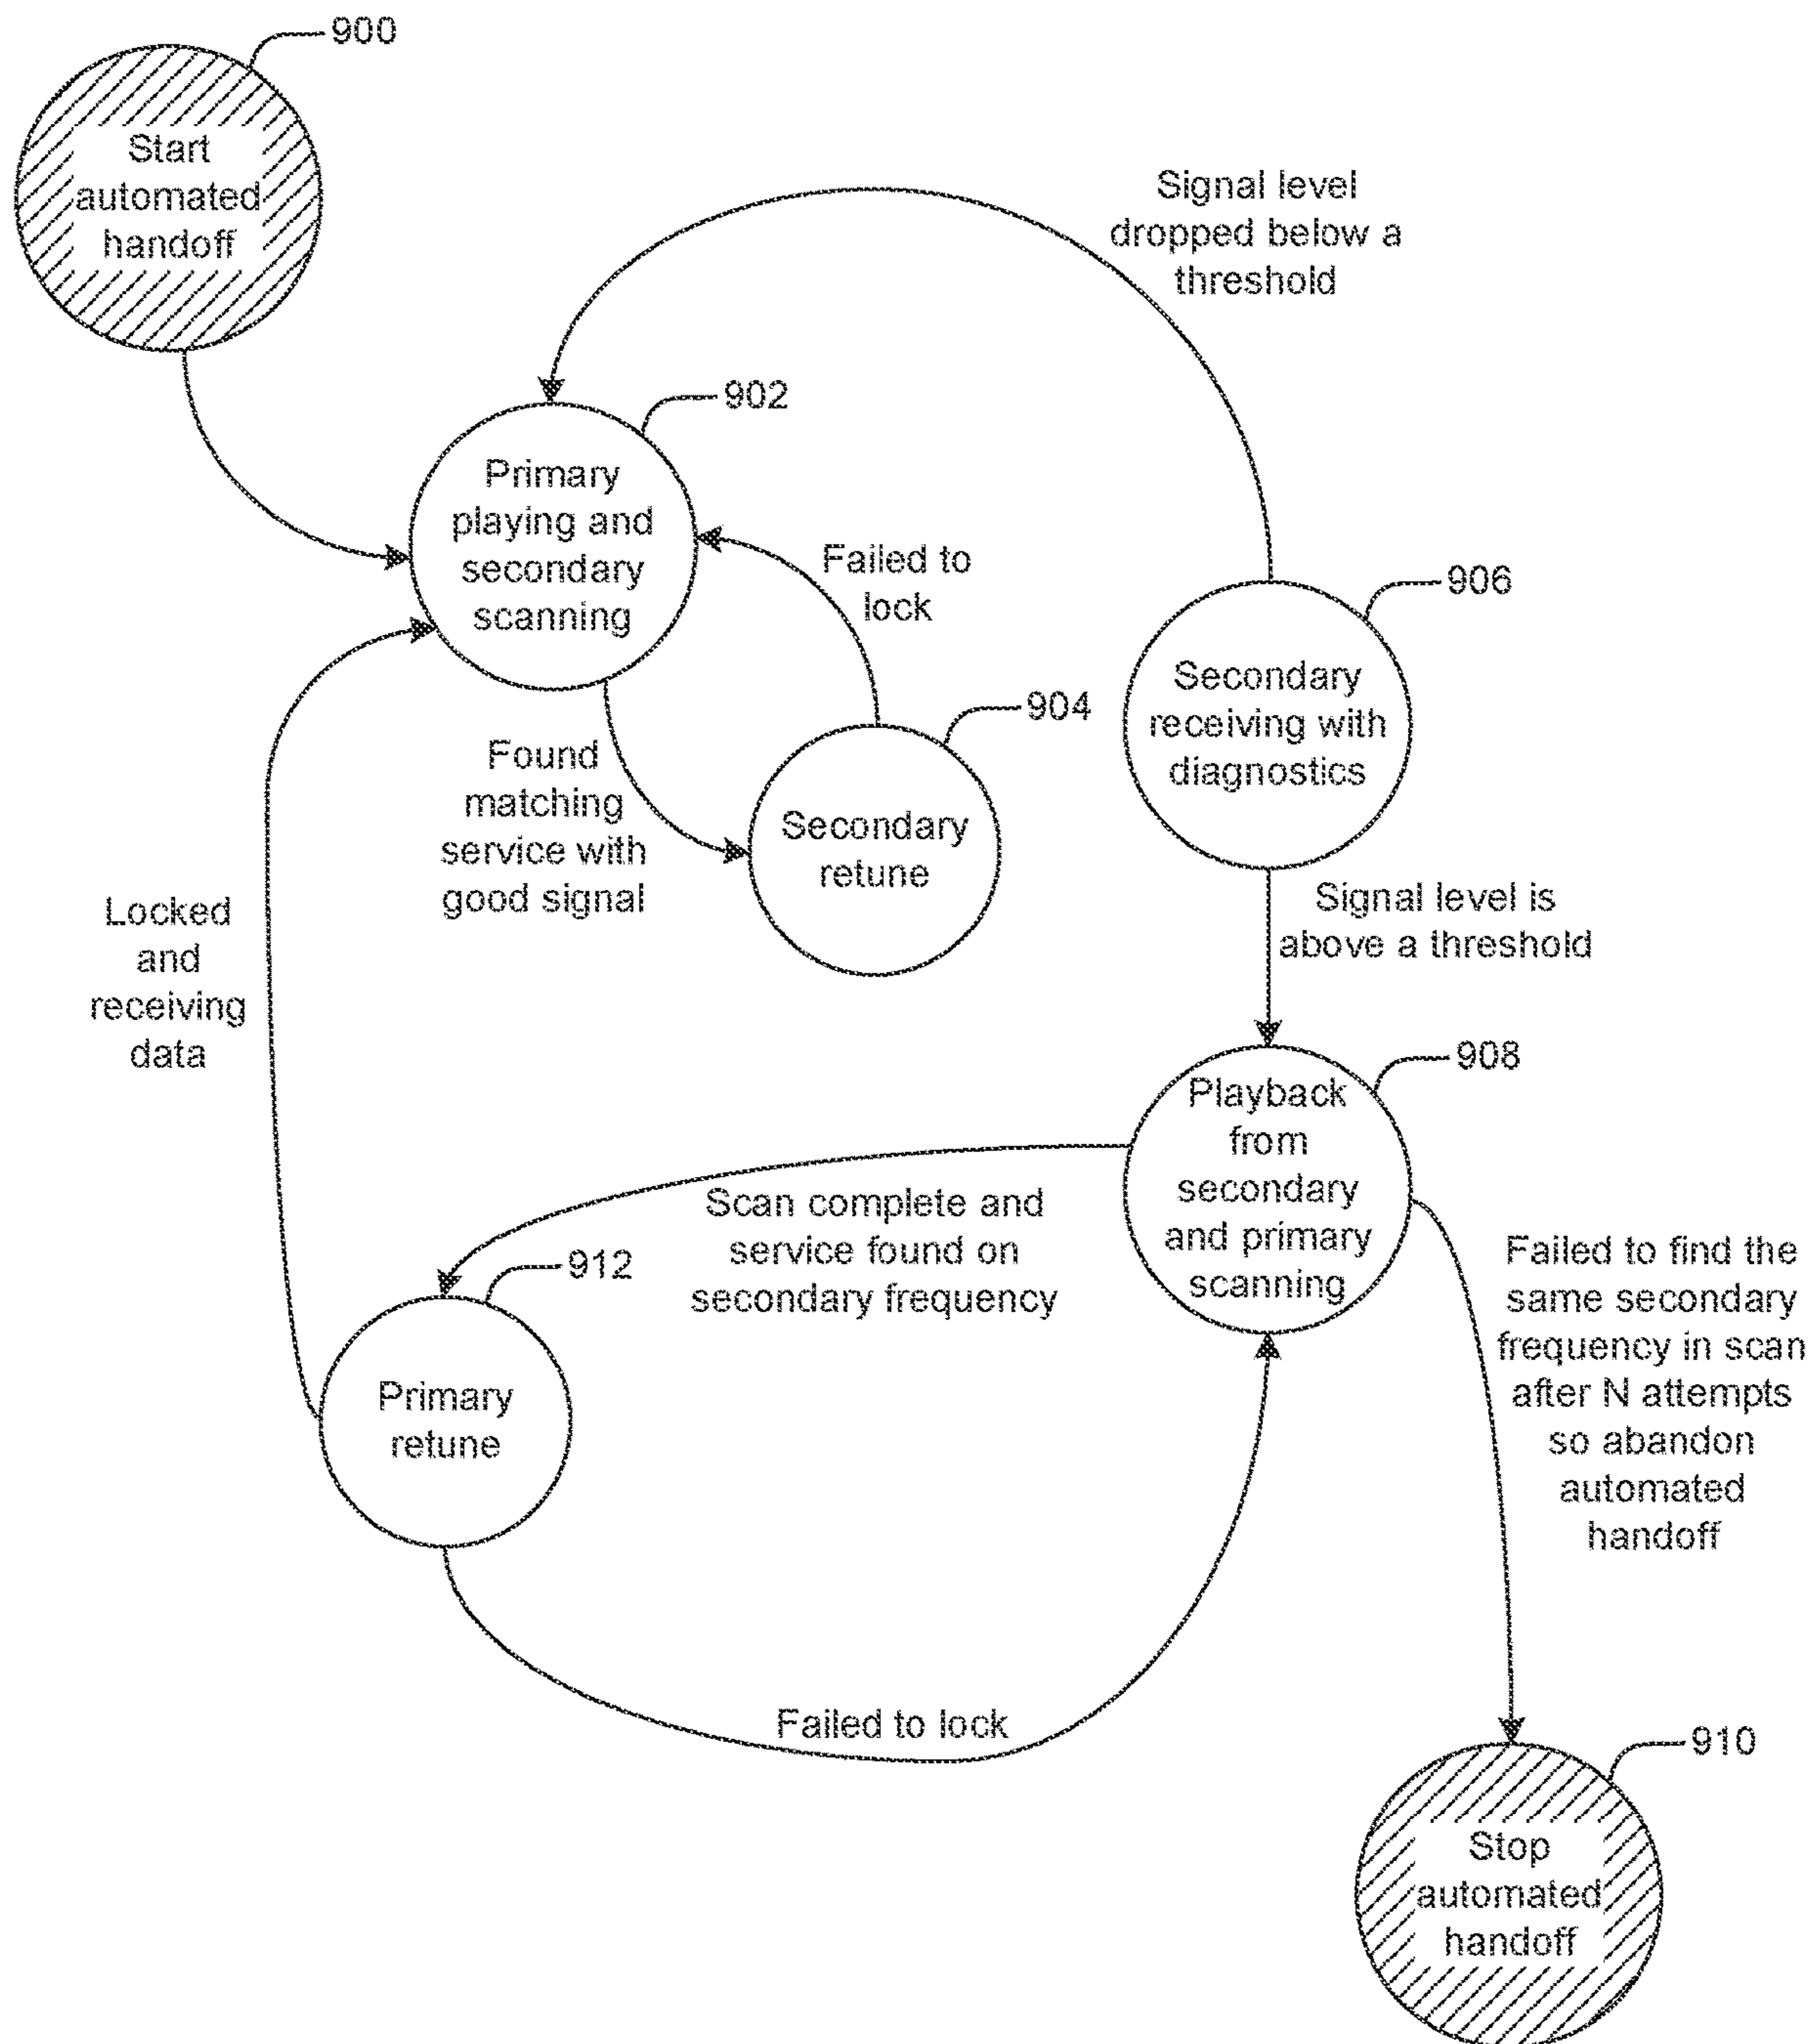 900
Start
automated
handoff
Signal level
dropped below a
threshold
902
Primary
playing and
secondary
scanning
Failed to
lock
906
Secondary
receiving with
diagnostics
904
Found
matching
service with
good signal
Secondary
retune
Signal level is
above a threshold
Locked
and
receiving
data
908
Playback
from
secondary
and primary
scanning
Scan complete and
service found on
secondary frequency
912
Primary
retune
Failed to find the
same secondary
frequency in scan
after N attempts
so abandon
automated
handoff
Failed to lock
910
Stop
automated
handoff